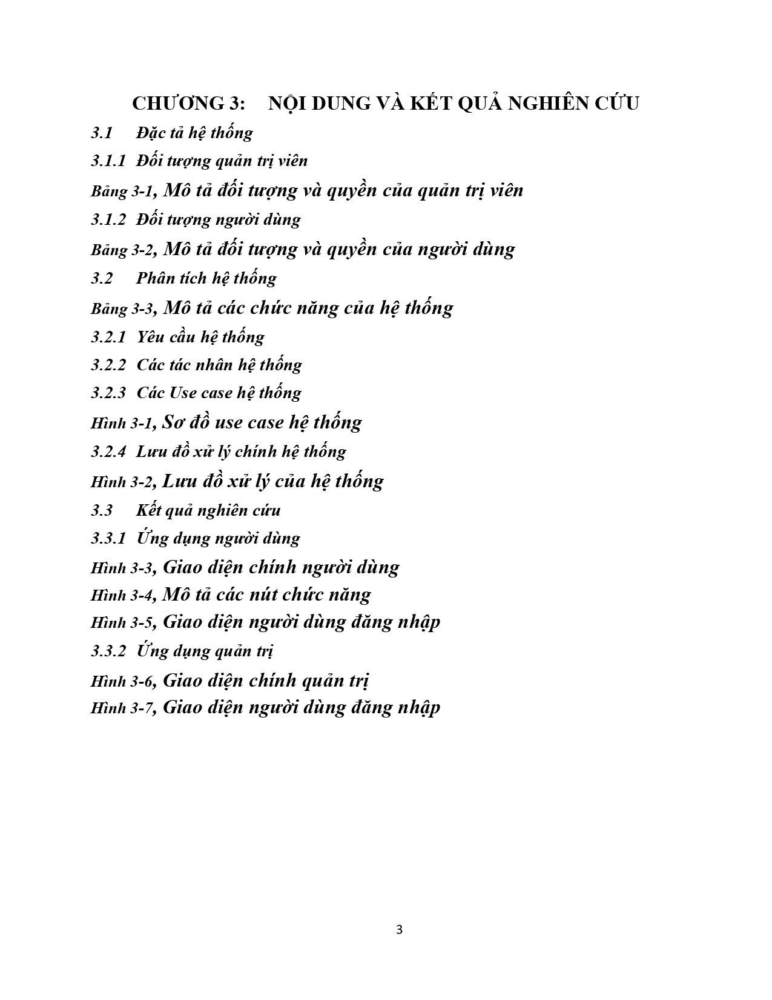 CHƯƠNG 3: NỘI DUNG VÀ KẾT QUẢ NGHIÊN CỨU
3.1 Đặc tả hệ thống
3.1.1 Đối tượng quản trị viên
Bảng 3-1, Mô tả đối tượng và quyền của quản trị viên
3.1.2 Đối tượng người dùng
Bảng 3-2, Mô tả đối tượng và quyền của người dùng
3.2 Phân tích hệ thống
Bảng 3-3, Mô tả các chức năng của hệ thống
3.2.1 Yêu cầu hệ thống
3.2.2 Các tác nhân hệ thống
3.2.3 Các Use case hệ thống
Hình 3-1, Sơ đồ use case hệ thống
3.2.4 Lưu đồ xử lý chính hệ thống
Hình 3-2, Lưu đồ xử lý của hệ thống
3.3 Kết quả nghiên cứu
3.3.1 Ứng dụng người dùng
Hình 3-3, Giao diện chính người dùng
Hình 3-4, Mô tả các nút chức năng
Hình 3-5, Giao diện người dùng đăng nhập
3.3.2 Ứng dụng quản trị
Hình 3-6, Giao diện chính quản trị
Hình 3-7, Giao diện người dùng đăng nhập
3